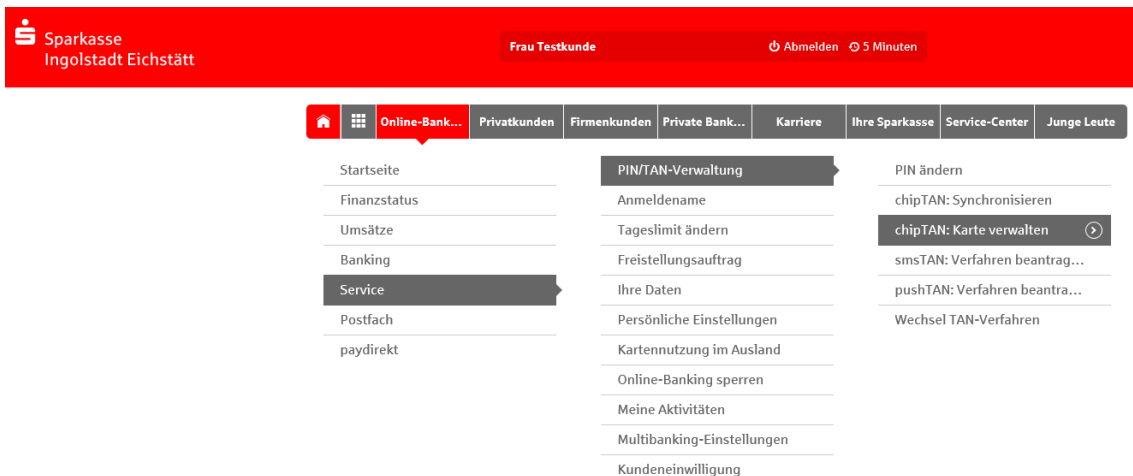 Sparkasse
Ingolstadt Eichstätt
Frau Testkunde
Abmelden
5 Minuten
Online-Bank...
Privatkunden
Firmenkunden
Private Bank...
Karriere
Ihre Sparkasse
Service-Center
Junge Leute
Startseite
Finanzstatus
Umsätze
Banking
Service
Postfach
paydirekt
PIN/TAN-Verwaltung
Anmeldename
Tageslimit ändern
Freistellungsauftrag
Ihre Daten
Persönliche Einstellungen
Kartennutzung im Ausland
Online-Banking sperren
Meine Aktivitäten
Multibanking-Einstellungen
Kundeneinwilligung
PIN ändern
chipTAN: Synchronisieren
chipTAN: Karte verwalten
smsTAN: Verfahren beantrag...
pushTAN: Verfahren beantra...
Wechsel TAN-Verfahren